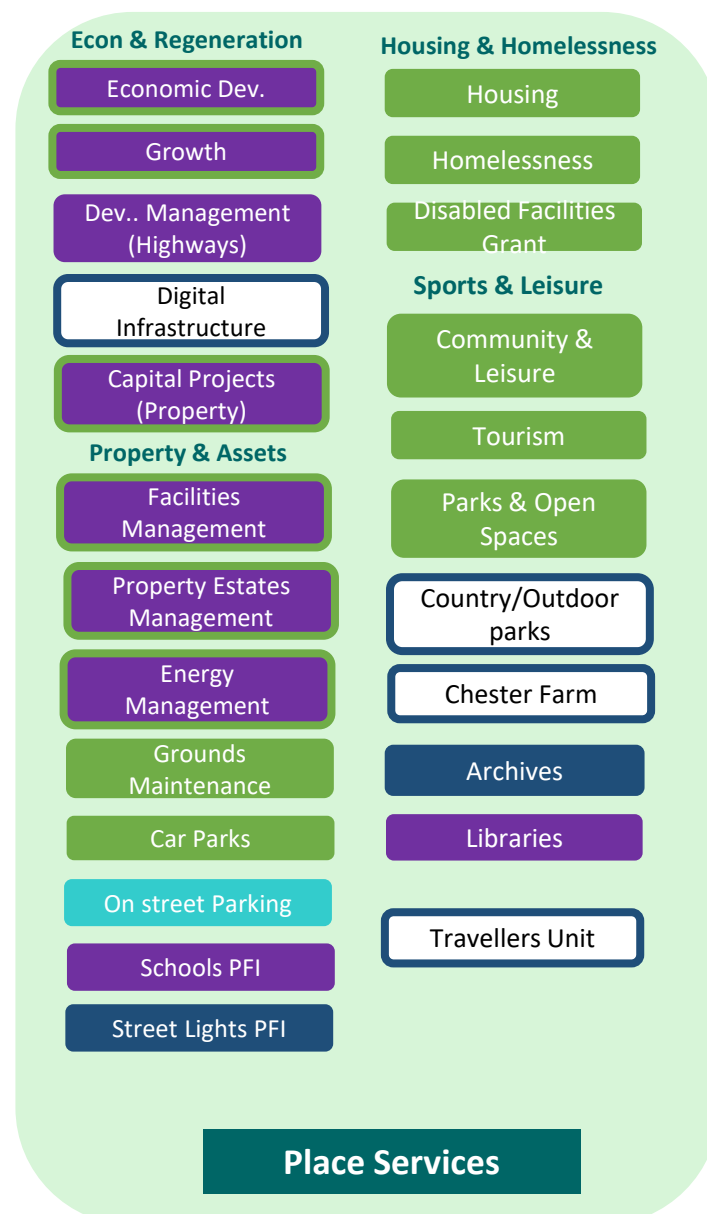 Econ & Regeneration
Economic Dev.
Growth
Dev.. Management
(Highways)
Digital
Infrastructure
Capital Projects
(Property)
Property & Assets
Facilities
Management
Property Estates
Management
Energy
Management
Grounds
Maintenance
Car Parks
On street Parking
Schools PFI
Street Lights PFI
Housing & Homelessness
Housing
Homelessness
Disabled Facilities
Grant
Sports & Leisure
Community &
Leisure
Tourism
Parks & Open
Spaces
Country/Outdoor
parks
Chester Farm
Archives
Libraries
Travellers Unit
Place Services